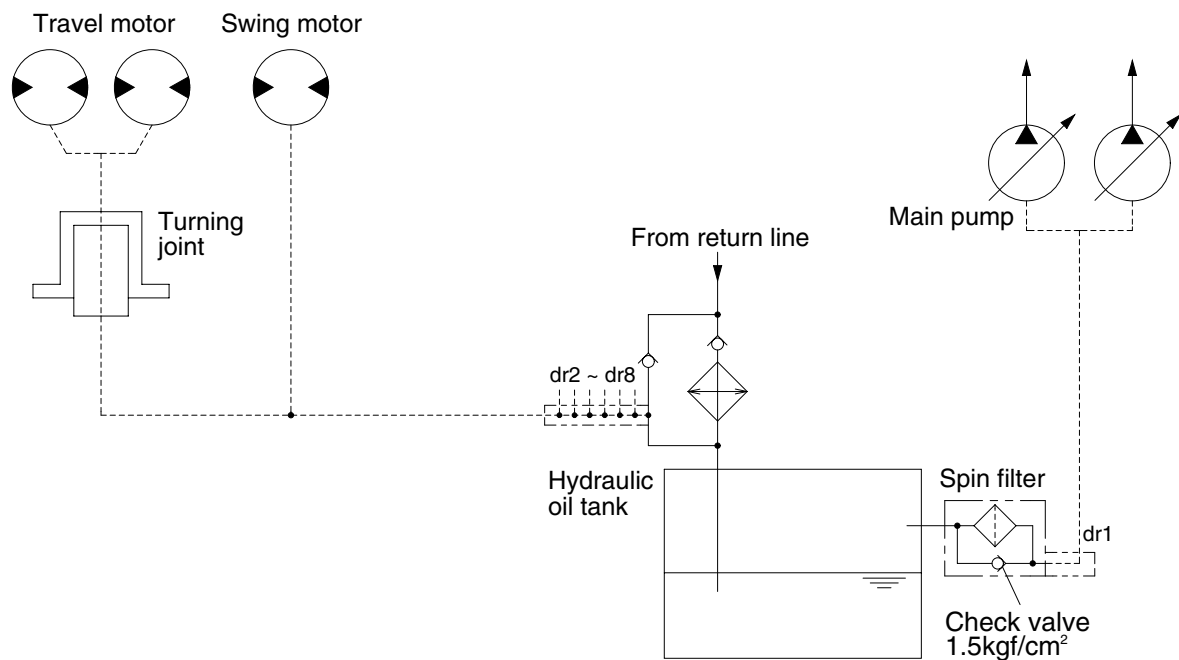 Travel motor
Swing motor
Turning
joint
Main pump
From return line
dr2 ~ dr8
Hydraulic
oil tank
Spin filter
dr1
Check valve
1.5kgf/cm²